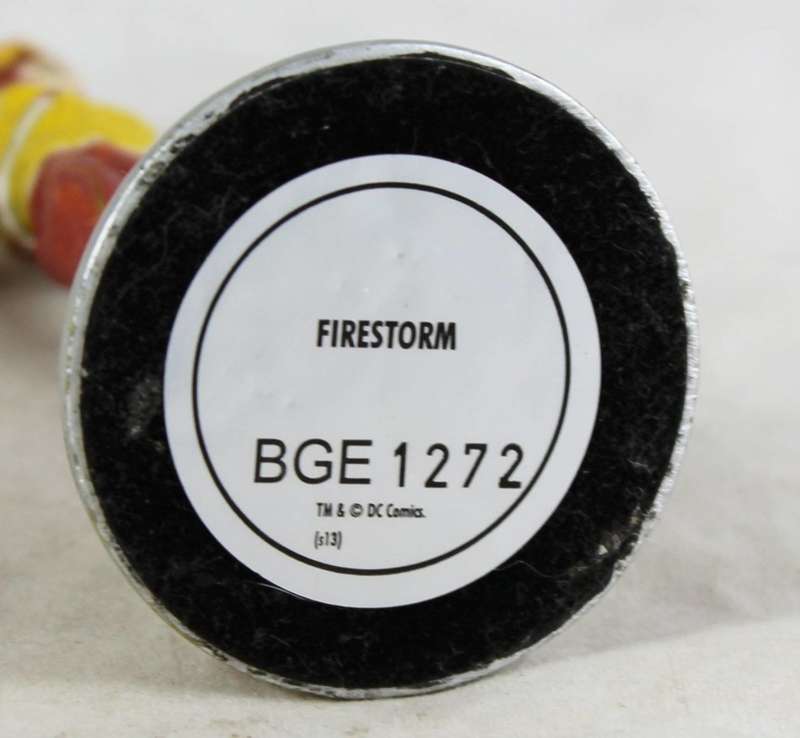 FIRESTORM
BGE 1272
TM & © DC Comics.
(s13)